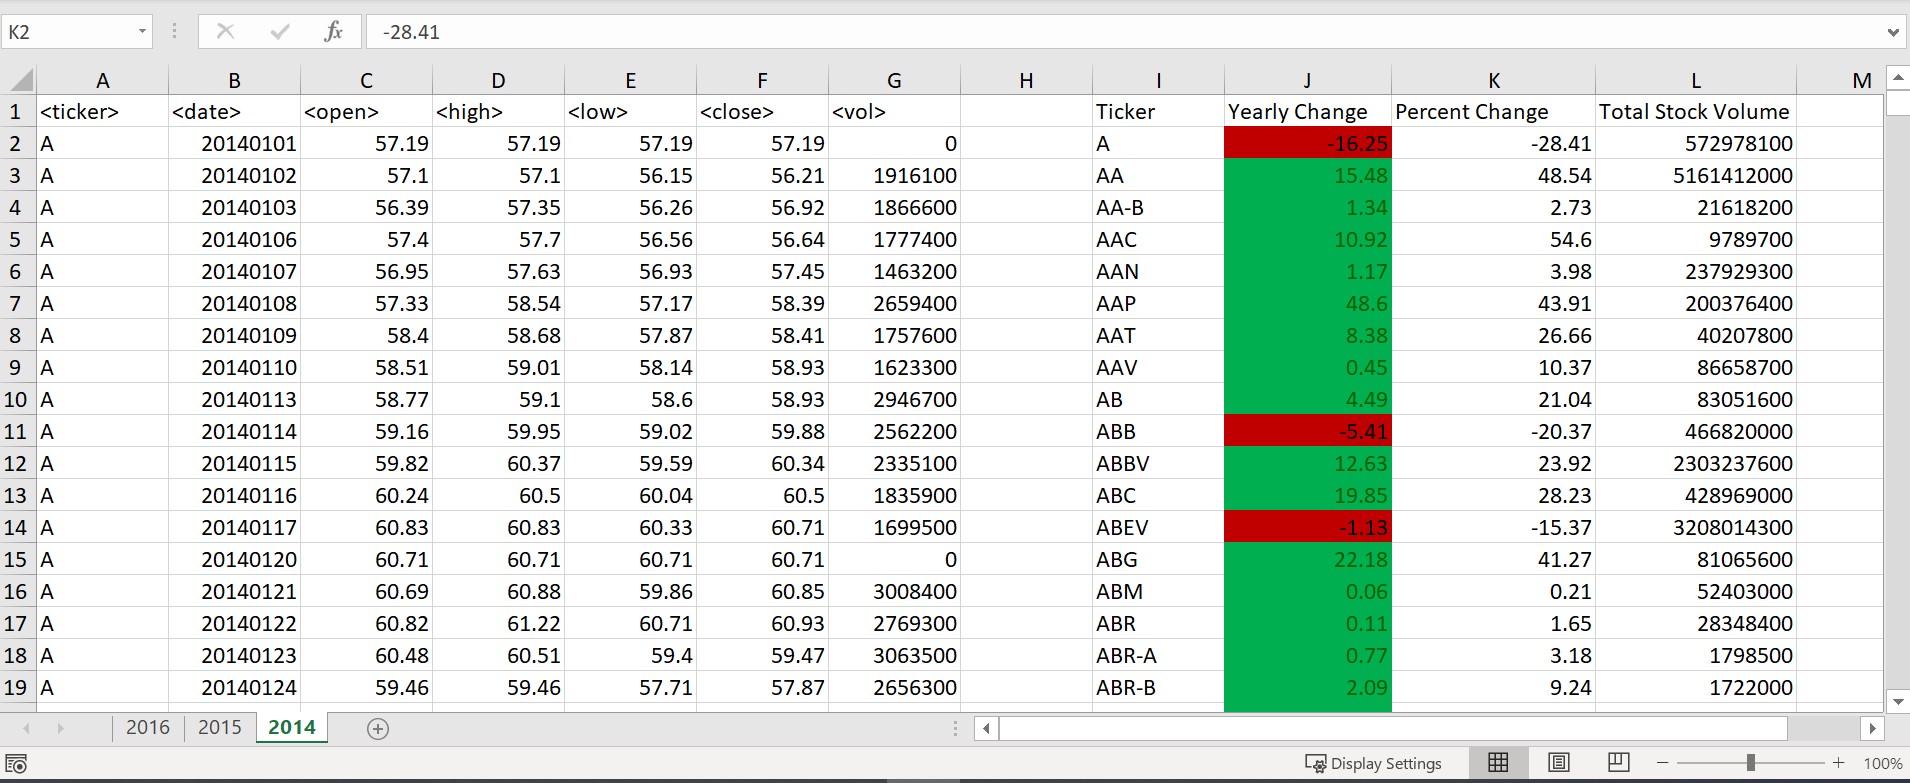 K2 fx -28.41
A B C D E F G H I J K L M
1 <ticker> <date> <open> <high> <low> <close> <vol> Ticker Yearly Change Percent Change Total Stock Volume
2 A 20140101 57.19 57.19 57.19 57.19 0 A -16.25 -28.41 572978100
3 A 20140102 57.1 57.1 56.15 56.21 1916100 AA 15.48 48.54 5161412000
4 A 20140103 56.39 57.35 56.26 56.92 1866600 AA-B 1.34 2.73 21618200
5 A 20140106 57.4 57.7 56.56 56.64 1777400 AAC 10.92 54.6 9789700
6 A 20140107 56.95 57.63 56.93 57.45 1463200 AAN 1.17 3.98 237929300
7 A 20140108 57.33 58.54 57.17 58.39 2659400 AAP 48.6 43.91 200376400
8 A 20140109 58.4 58.68 57.87 58.41 1757600 AAT 8.38 26.66 40207800
9 A 20140110 58.51 59.01 58.14 58.93 1623300 AAV 0.45 10.37 86658700
10 A 20140113 58.77 59.1 58.6 58.93 2946700 AB 4.49 21.04 83051600
11 A 20140114 59.16 59.95 59.02 59.88 2562200 ABB -5.41 -20.37 466820000
12 A 20140115 59.82 60.37 59.59 60.34 2335100 ABBV 12.63 23.92 2303237600
13 A 20140116 60.24 60.5 60.04 60.5 1835900 ABC 19.85 28.23 428969000
14 A 20140117 60.83 60.83 60.33 60.71 1699500 ABEV -1.13 -15.37 3208014300
15 A 20140120 60.71 60.71 60.71 60.71 0 ABG 22.18 41.27 81065600
16 A 20140121 60.69 60.88 59.86 60.85 3008400 ABM 0.06 0.21 52403000
17 A 20140122 60.82 61.22 60.71 60.93 2769300 ABR 0.11 1.65 28348400
18 A 20140123 60.48 60.51 59.4 59.47 3063500 ABR-A 0.77 3.18 1798500
19 A 20140124 59.46 59.46 57.71 57.87 2656300 ABR-B 2.09 9.24 1722000
2016 2015 2014
Display Settings 100%